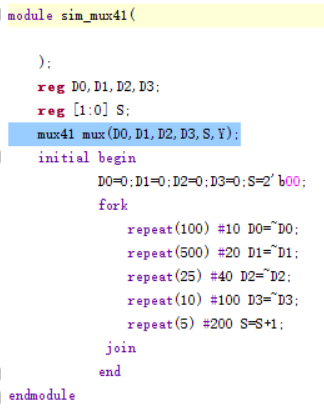 module sim_mux41(
);
reg D0,D1,D2,D3;
reg [1:0] S;
mux41 mux(D0,D1,D2,D3,S,Y);
initial begin
D0=0;D1=0;D2=0;D3=0;S=2'b00;
fork
repeat(100) #10 D0=~D0;
repeat(500) #20 D1=~D1;
repeat(25) #40 D2=~D2;
repeat(10) #100 D3=~D3;
repeat(5) #200 S=S+1;
join
end
endmodule